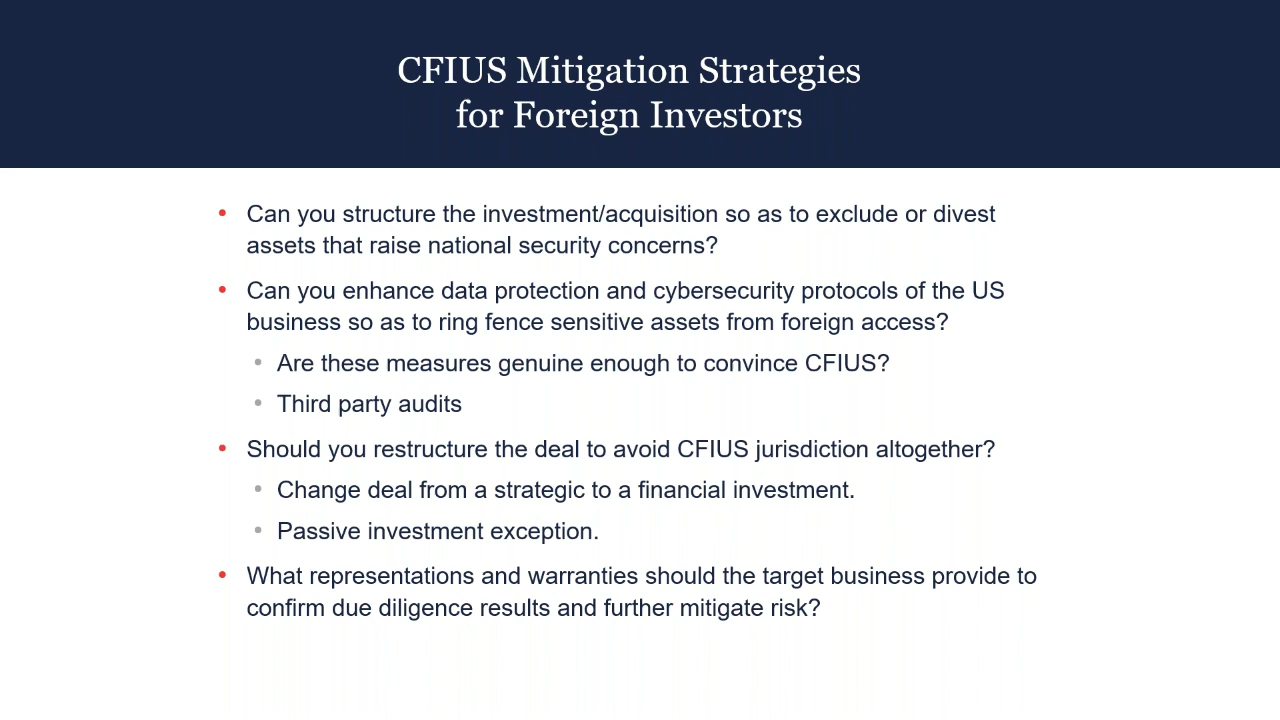 CFIUS Mitigation Strategies
for Foreign Investors
• Can you structure the investment/acquisition so as to exclude or divest
assets that raise national security concerns?
• Can you enhance data protection and cybersecurity protocols of the US
business so as to ring fence sensitive assets from foreign access?
• Are these measures genuine enough to convince CFIUS?
• Third party audits
• Should you restructure the deal to avoid CFIUS jurisdiction altogether?
• Change deal from a strategic to a financial investment.
• Passive investment exception.
• What representations and warranties should the target business provide to
confirm due diligence results and further mitigate risk?